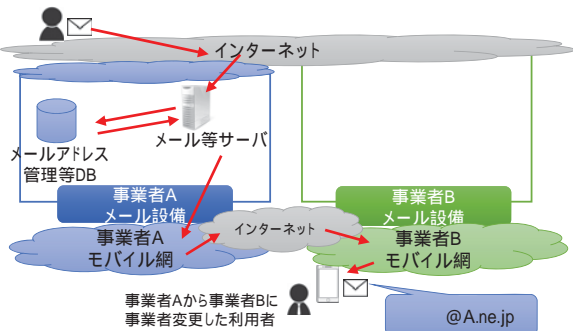 インターネット
メール等サーバ
メールアドレス
管理等DB
事業者A
メール設備
事業者B
メール設備
事業者A
モバイル網
インターネット
事業者B
モバイル網
事業者Aから事業者Bに
事業者変更した利用者
@A.ne.jp